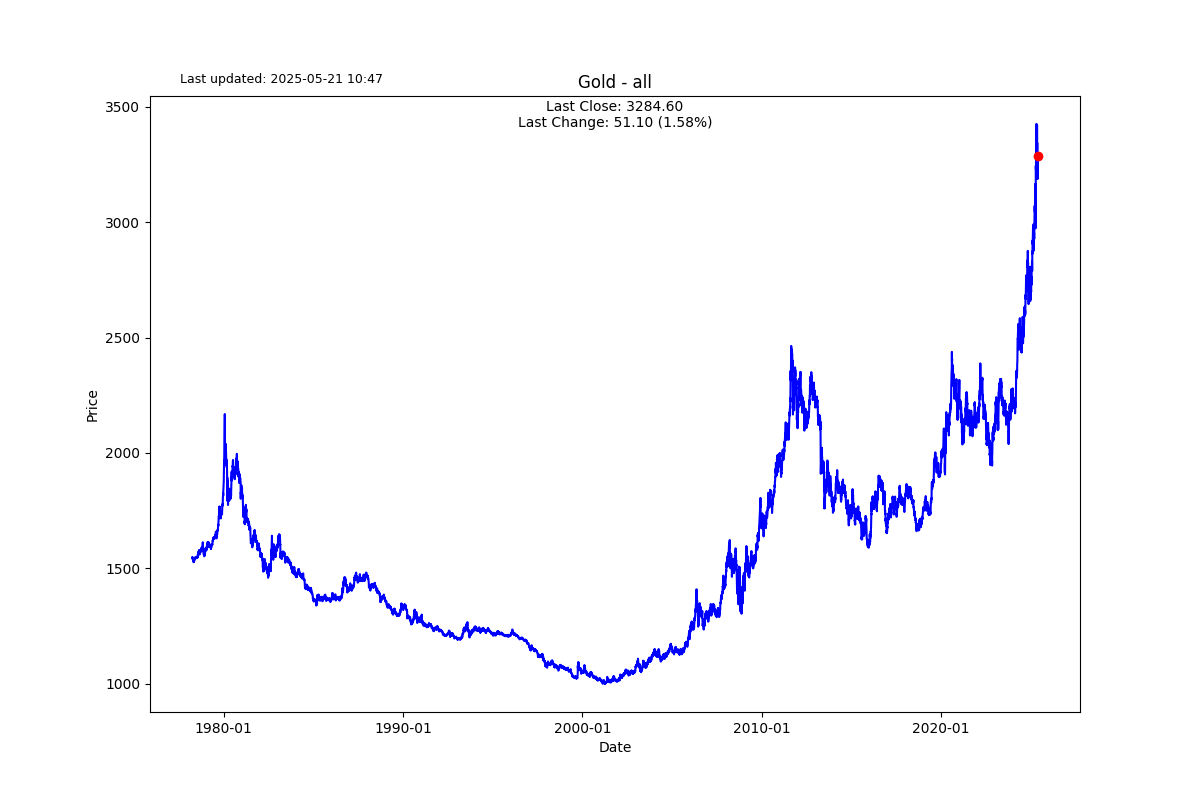 Last updated: 2025-05-21 10:47
Gold - all
Last Close: 3284.60
Last Change: 51.10 (1.58%)
3500
3000
2500
2000
1500
1000
Price
1980-01
1990-01
2000-01
2010-01
2020-01
Date